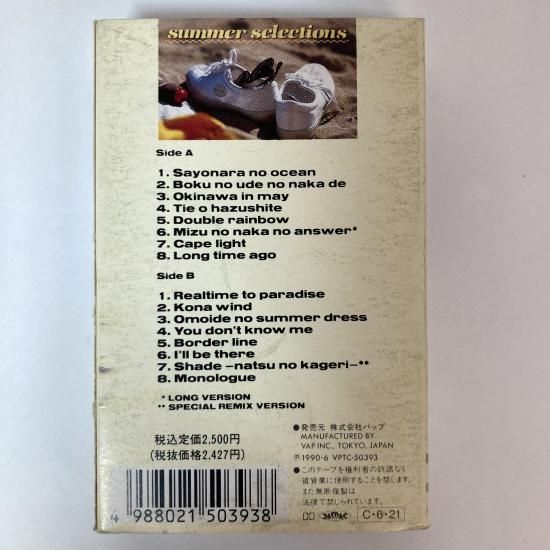 summer selections
Side A
1. Sayonara no ocean
2. Boku no ude no naka de
3. Okinawa in may
4. Tie o hazushite
5. Double rainbow
6. Mizu no naka no answer*
7. Cape light
8. Long time ago
Side B
1. Realtime to paradise
2. Kona wind
3. Omoide no summer dress
4. You don't know me
5. Border line
6. I'll be there
7. Shade –natsu no kageri–**
8. Monologue
* LONG VERSION
** SPECIAL REMIX VERSION
税込定価2,500円
(税抜価格2,427円)
●発売元 株式会社バップ
MANUFACTURED BY
VAP INC., TOKYO, JAPAN
Ⓟ1990-6 VPTC-50393
●このテープを権利者の許諾なく
賃貸業に使用することを禁じます。
また無断複製は
法律で禁じられています。
4 988021 503938
C・6・21